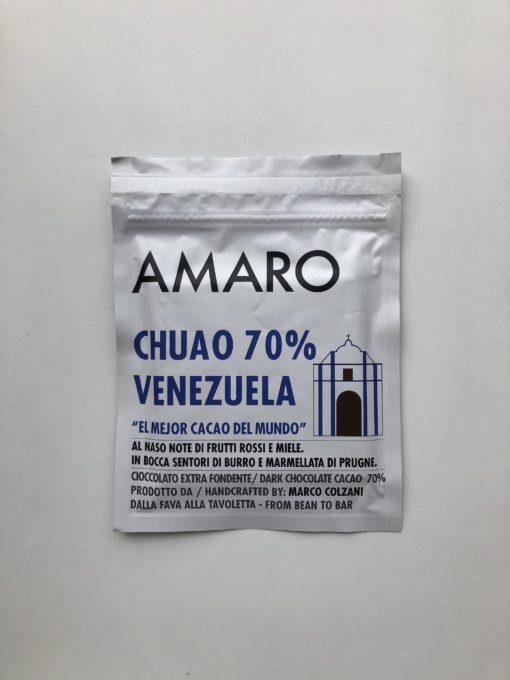 AMARO
CHUAO 70%
VENEZUELA
"EL MEJOR CACAO DEL MUNDO"
AL NASO NOTE DI FRUTTI ROSSI E MIELE.
IN BOCCA SENTORI DI BURRO E MARMELLATA DI PRUGNE.
CIOCCOLATO EXTRA FONDENTE/ DARK CHOCOLATE CACAO 70%
PRODOTTO DA / HANDCRAFTED BY: MARCO COLZANI
DALLA FAVA ALLA TAVOLETTA - FROM BEAN TO BAR